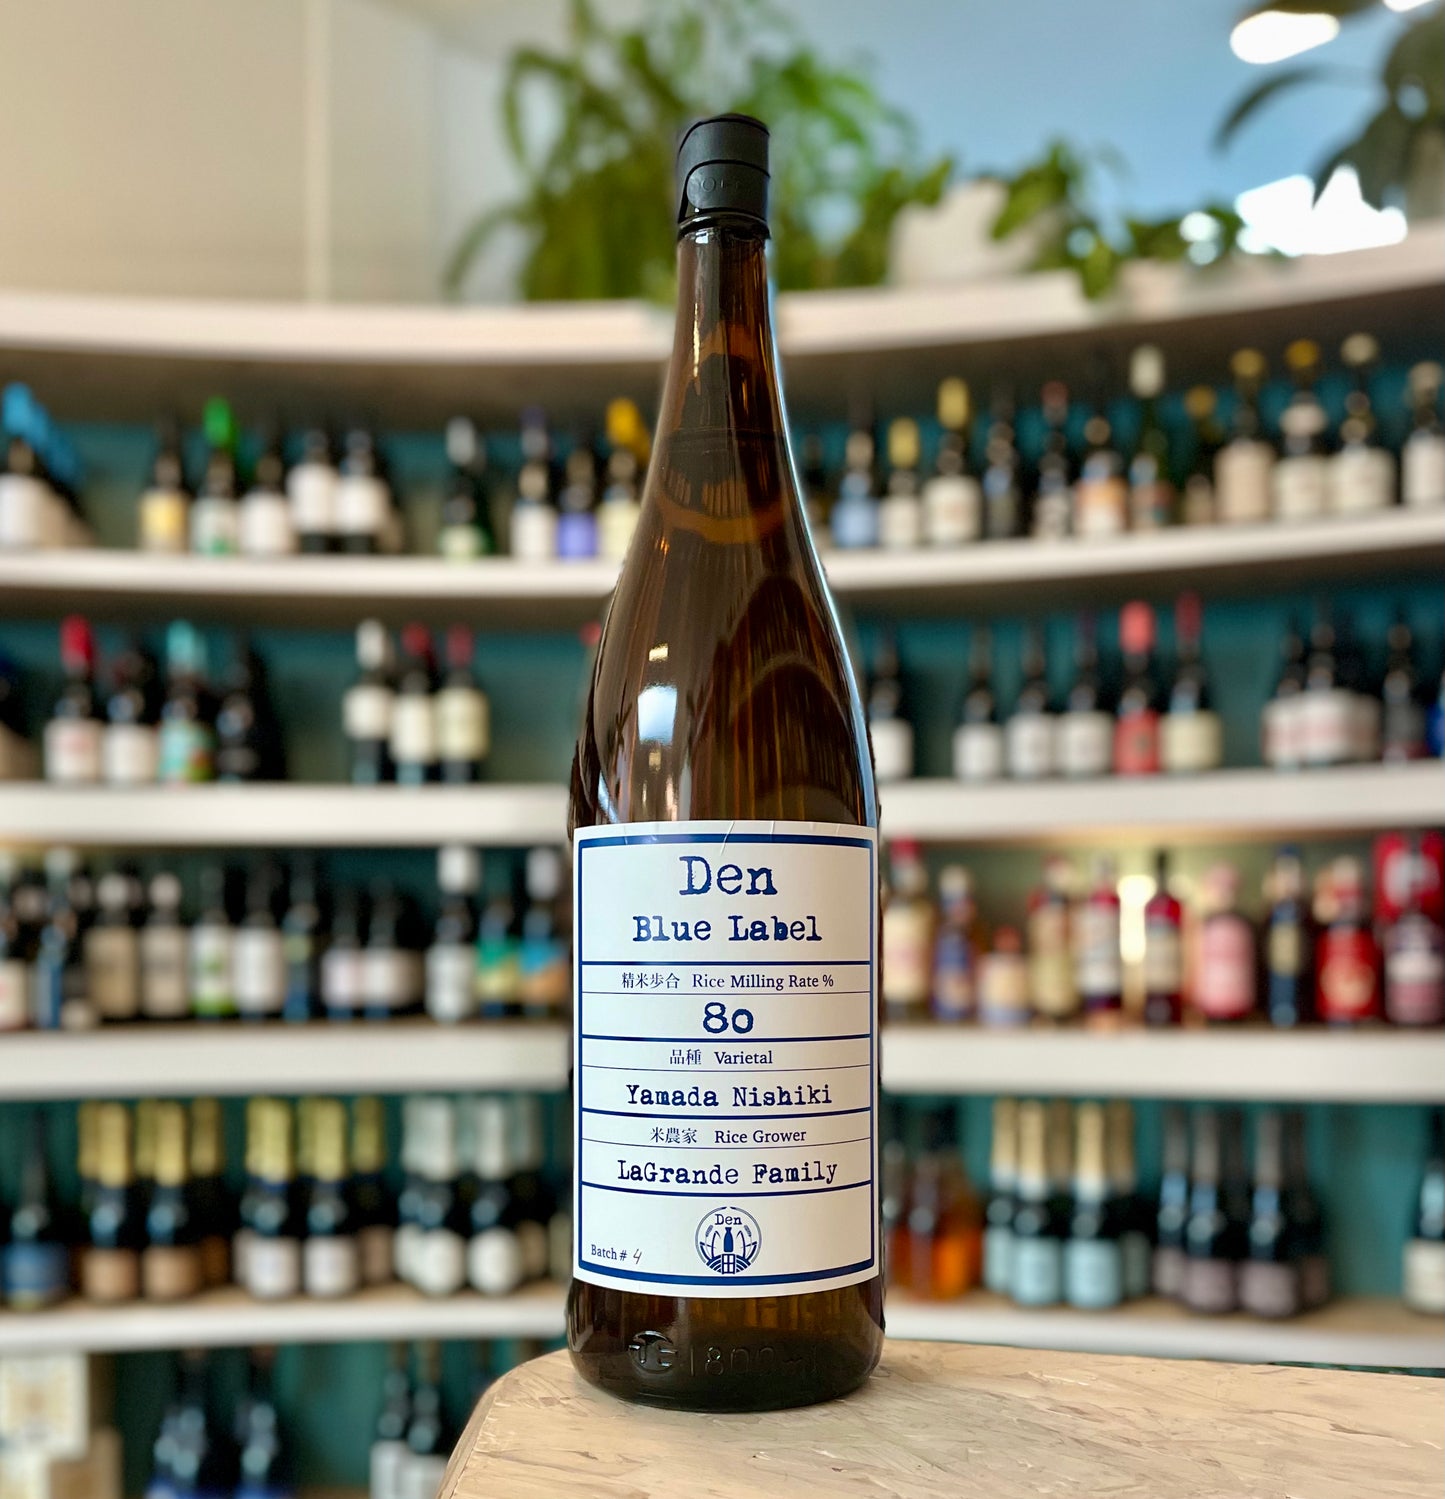 Den
Blue Label
精米歩合 Rice Milling Rate %
80
品種 Varietal
Yamada Nishiki
米農家 Rice Grower
LaGrande Family
Den
Batch # 4
1800ml